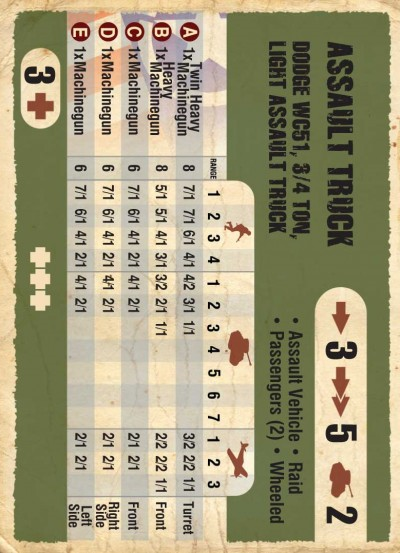 ASSAULT TRUCK
DODGE WC51, 3/4 TON,
LIGHT ASSAULT TRUCK
3 5 2
• Assault Vehicle • Raid
• Passengers (2) • Wheeled
RANGE 1 2 3 4 1 2 3 4 5 6 7 1 2 3
A 1x Twin Heavy Machinegun 8 7/1 7/1 6/1 4/1 4/2 3/1 1/1 3/2 2/2 1/1 Turret
B 1x Heavy Machinegun 8 5/1 5/1 4/1 3/1 3/2 2/1 1/1 2/2 2/2 1/1 Front
C 1x Machinegun 6 7/1 6/1 4/1 2/1 4/1 2/1 2/1 2/1 Front
D 1x Machinegun 6 7/1 6/1 4/1 2/1 4/1 2/1 2/1 2/1 Right Side
E 1x Machinegun 6 7/1 6/1 4/1 2/1 4/1 2/1 2/1 2/1 Left Side
3